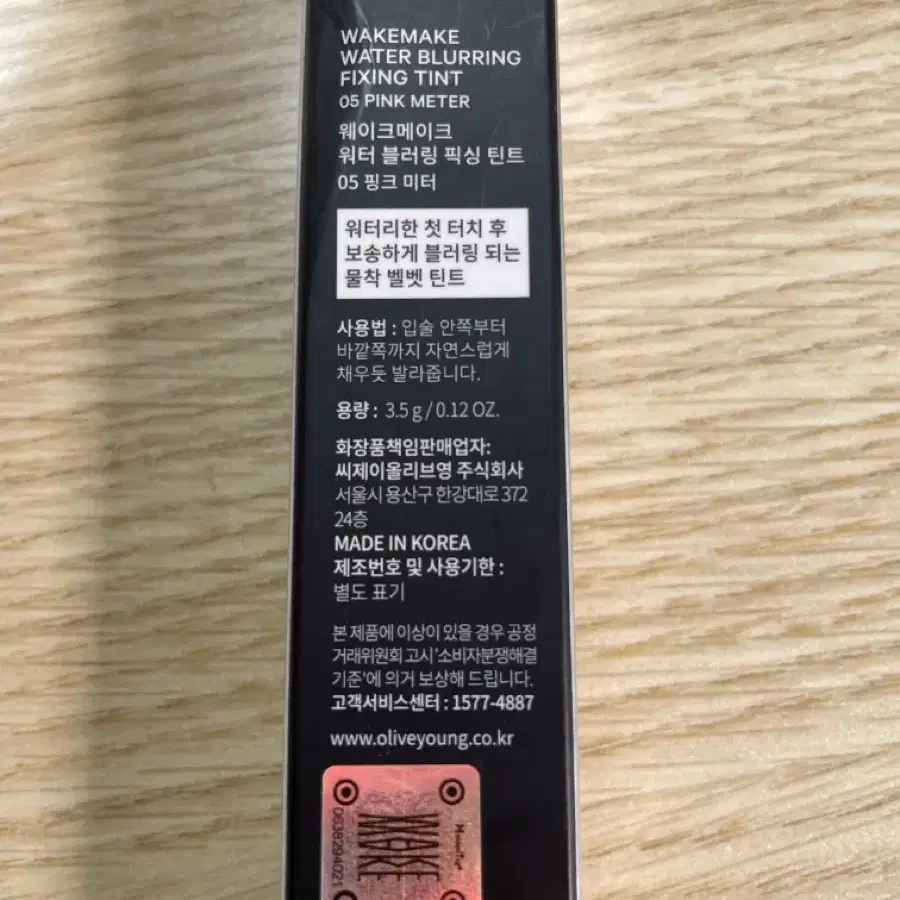 WAKEMAKE
WATER BLURRING
FIXING TINT
05 PINK METER
웨이크메이크
워터 블러링 픽싱 틴트
05 핑크 미터
워터리한 첫 터치 후
보송하게 블러링 되는
물착 벨벳 틴트
사용법 : 입술 안쪽부터
바깥쪽까지 자연스럽게
채우듯 발라줍니다.
용량 : 3.5 g / 0.12 OZ.
화장품책임판매업자:
씨제이올리브영 주식회사
서울시 용산구 한강대로 372
24층
MADE IN KOREA
제조번호 및 사용기한 :
별도 표기
본 제품에 이상이 있을 경우 공정
거래위원회 고시 '소비자분쟁해결
기준'에 의거 보상해 드립니다.
고객서비스센터 : 1577-4887
www.oliveyoung.co.kr
WAKE